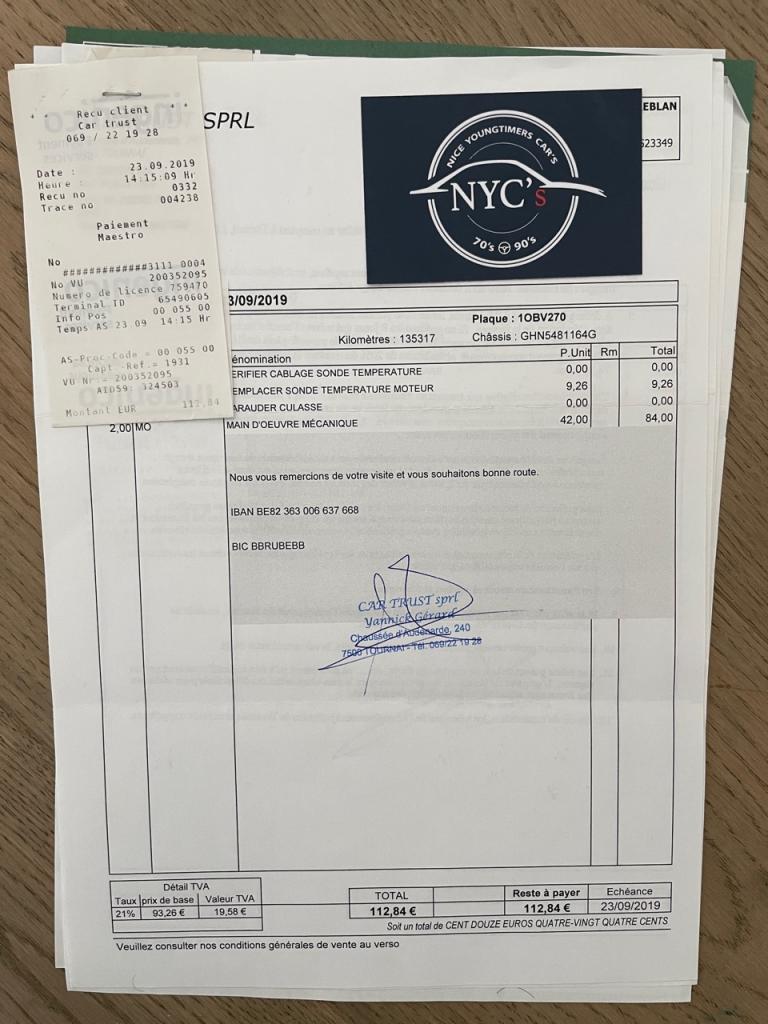 * * Recu client * *
Car trust
069 / 22 19 28
Date : 23.09.2019
Heure : 14:15:09 Hr
Recu no 0332
Trace no 004238
Paiement
Maestro
No
#############3111 0004
No VU 200352095
Numero de licence 759470
Terminal ID 65490605
Info Pos 00 055 00
Temps AS 23.09 14:15 Hr
AS-Proc-Code = 00 055 00
Capt.-Ref.= 1931
VU-Nr:= 200352095
AID59: 324503
Montant EUR 112,84
SPRL
NICE YOUNGTIMERS CAR'S
NYC's
70's 90's
EBLAN
523349
3/09/2019
Plaque : 1OBV270
Kilomètres : 135317 Châssis : GHN5481164G
énomination P.Unit Rm Total
ERIFIER CABLAGE SONDE TEMPERATURE 0,00 0,00
EMPLACER SONDE TEMPERATURE MOTEUR 9,26 9,26
ARAUDER CULASSE 0,00 0,00
2,00 MO MAIN D'OEUVRE MÉCANIQUE 42,00 84,00
Nous vous remercions de votre visite et vous souhaitons bonne route.
IBAN BE82 363 006 637 668
BIC BBRUBEBB
CAR TRUST sprl
Yannick Gérard
Chaussée d'Audenarde, 240
7500 TOURNAI - Tél. 069/22 19 28
Détail TVA
Taux prix de base Valeur TVA
21% 93,26 € 19,58 €
TOTAL Reste à payer Echéance
112,84 € 112,84 € 23/09/2019
Soit un total de CENT DOUZE EUROS QUATRE-VINGT QUATRE CENTS
Veuillez consulter nos conditions générales de vente au verso